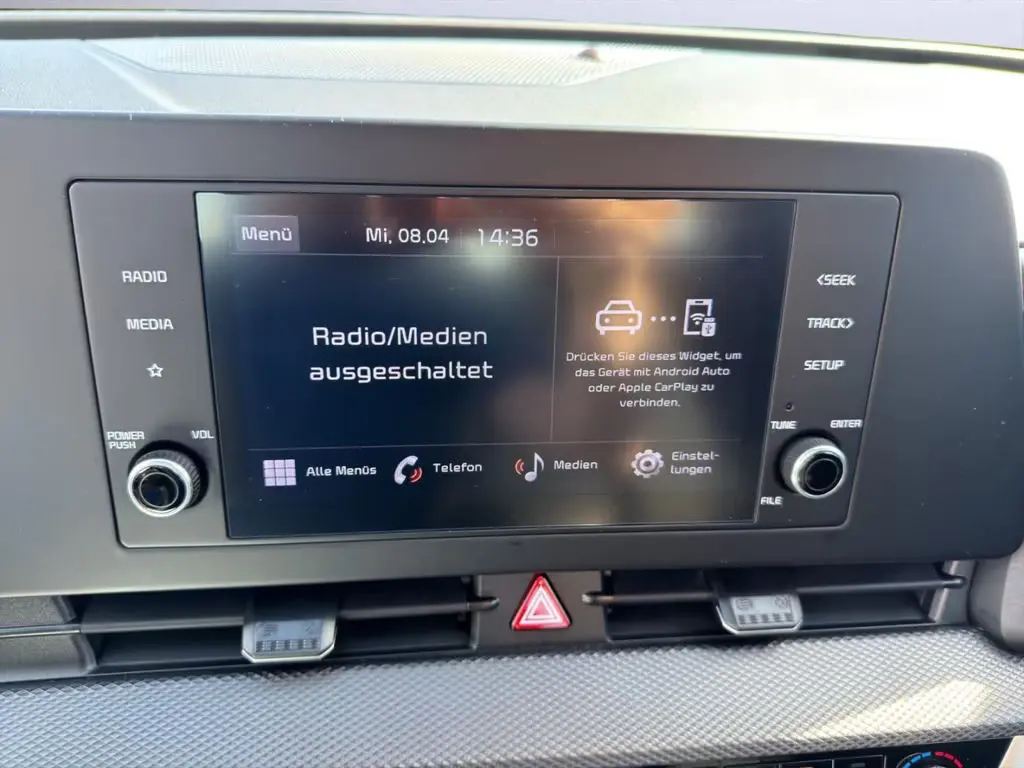 Menü
Mi, 08.04
14:36
RADIO
MEDIA
POWER
PUSH
VOL
Radio/Medien
ausgeschaltet
Drücken Sie dieses Widget, um
das Gerät mit Android Auto
oder Apple CarPlay zu
verbinden.
Alle Menüs
Telefon
Medien
Einstel-
lungen
<SEEK
TRACK>
SETUP
TUNE
ENTER
FILE